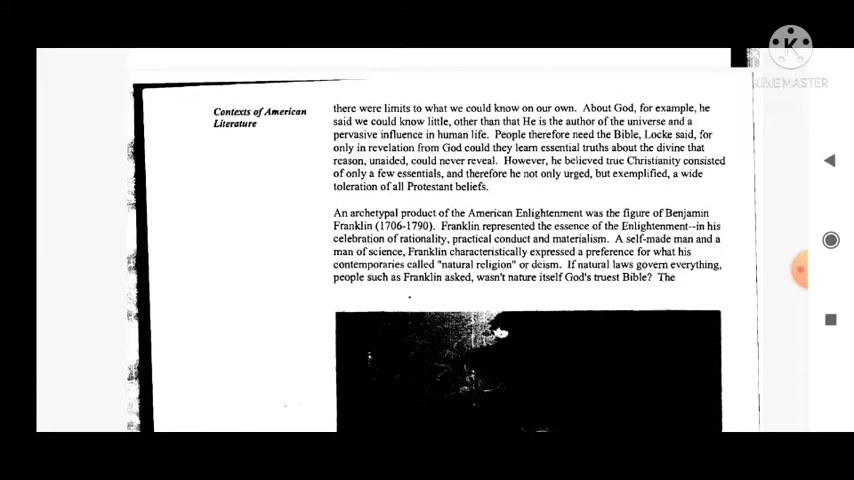 KINEMASTER
Contexts of American
Literature
there were limits to what we could know on our own. About God, for example, he
said we could know little, other than that He is the author of the universe and a
pervasive influence in human life. People therefore need the Bible, Locke said, for
only in revelation from God could they learn essential truths about the divine that
reason, unaided, could never reveal. However, he believed true Christianity consisted
of only a few essentials, and therefore he not only urged, but exemplified, a wide
toleration of all Protestant beliefs.
An archetypal product of the American Enlightenment was the figure of Benjamin
Franklin (1706-1790). Franklin represented the essence of the Enlightenment--in his
celebration of rationality, practical conduct and materialism. A self-made man and a
man of science, Franklin characteristically expressed a preference for what his
contemporaries called "natural religion" or deism. If natural laws govern everything,
people such as Franklin asked, wasn't nature itself God's truest Bible? The